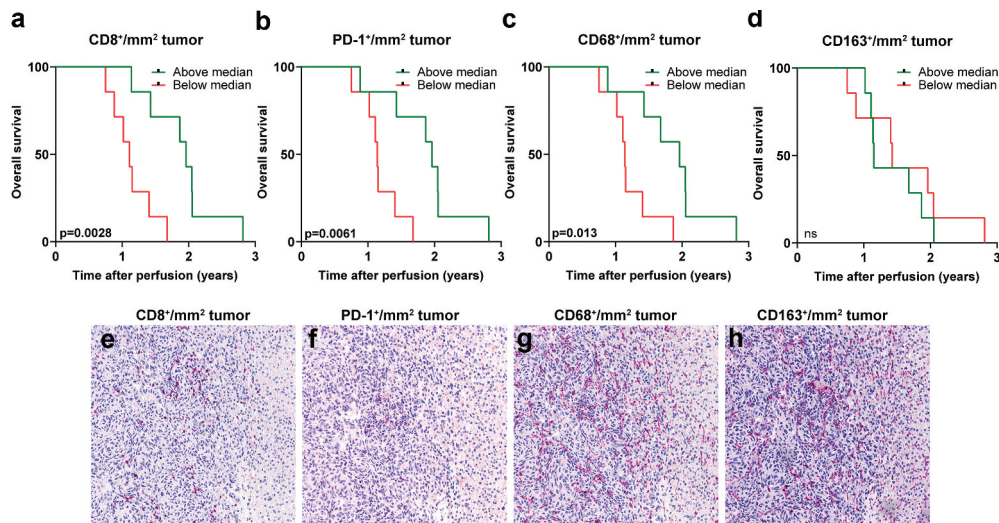 a
CD8⁺/mm² tumor
Above median
Below median
Overall survival
100
50
0
p=0.0028
0 1 2 3
Time after perfusion (years)
b
PD-1⁺/mm² tumor
Above median
Below median
Overall survival
100
50
0
p=0.0061
0 1 2 3
Time after perfusion (years)
c
CD68⁺/mm² tumor
Above median
Below median
Overall survival
100
50
0
p=0.013
0 1 2 3
Time after perfusion (years)
d
CD163⁺/mm² tumor
Above median
Below median
Overall survival
100
50
0
ns
0 1 2 3
Time after perfusion (years)
CD8⁺/mm² tumor
e
PD-1⁺/mm² tumor
f
CD68⁺/mm² tumor
g
CD163⁺/mm² tumor
h